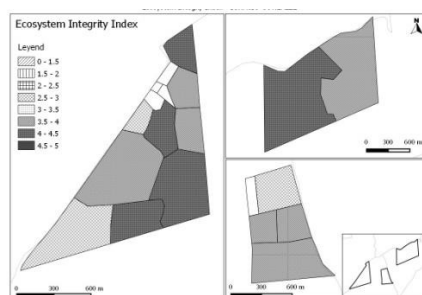 Ecosystem Integrity Index
N
Leyend
0 - 1.5
1.5 - 2
2 - 2.5
2.5 - 3
3 - 3.5
3.5 - 4
4 - 4.5
4.5 - 5
0 300 600 m
0 300 600 m
0 300 600 m